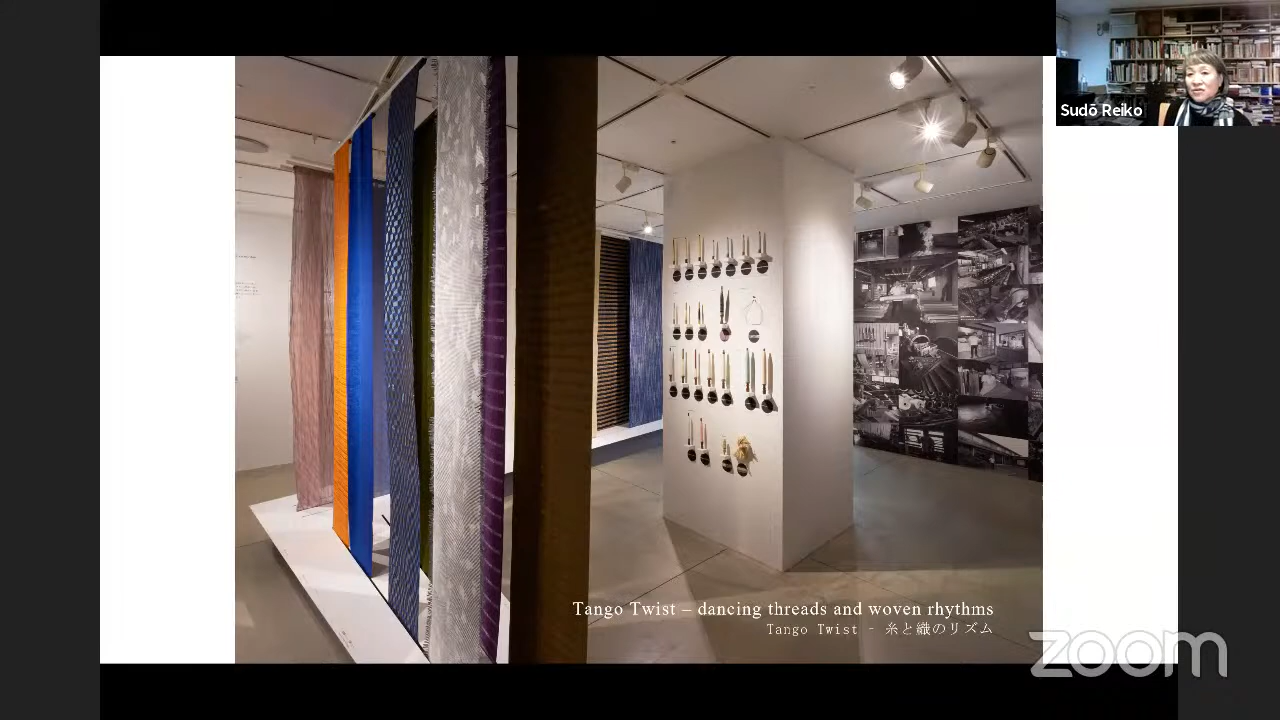 Sudō Reiko
Tango Twist – dancing threads and woven rhythms
Tango Twist - 糸と織のリズム
zoom